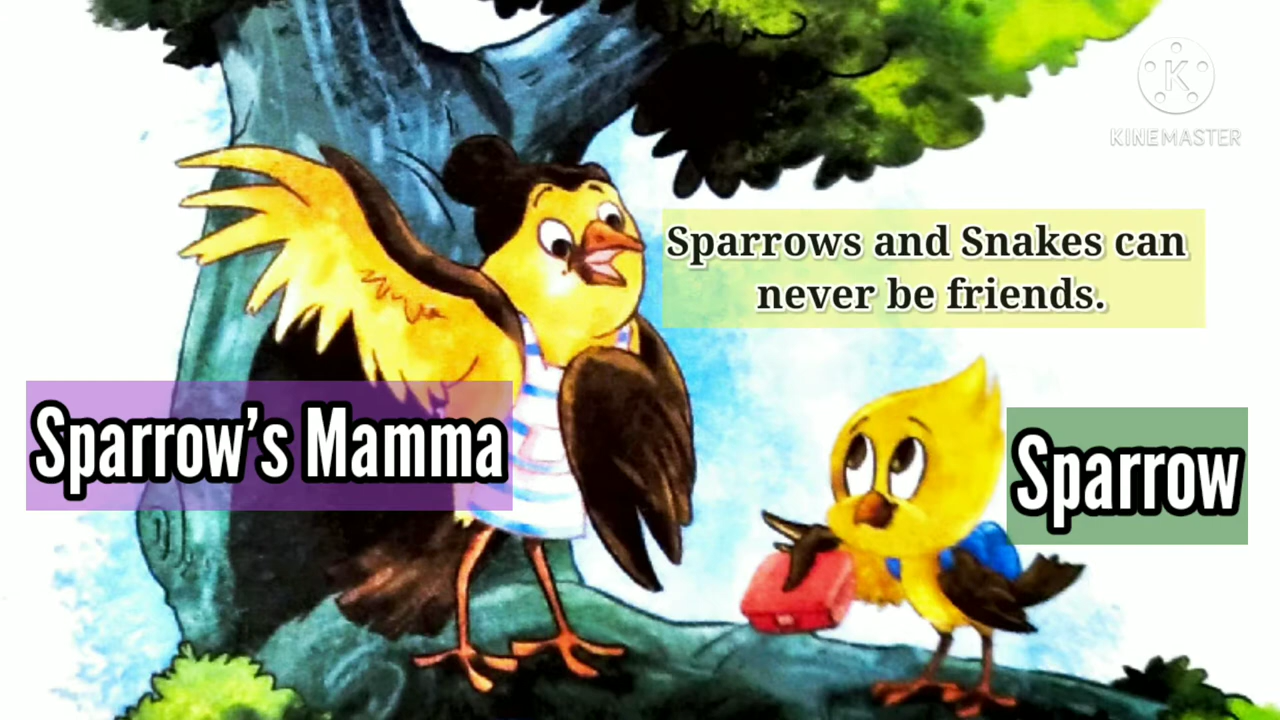 K
KINEMASTER
Sparrows and Snakes can
never be friends.
Sparrow's Mamma
Sparrow